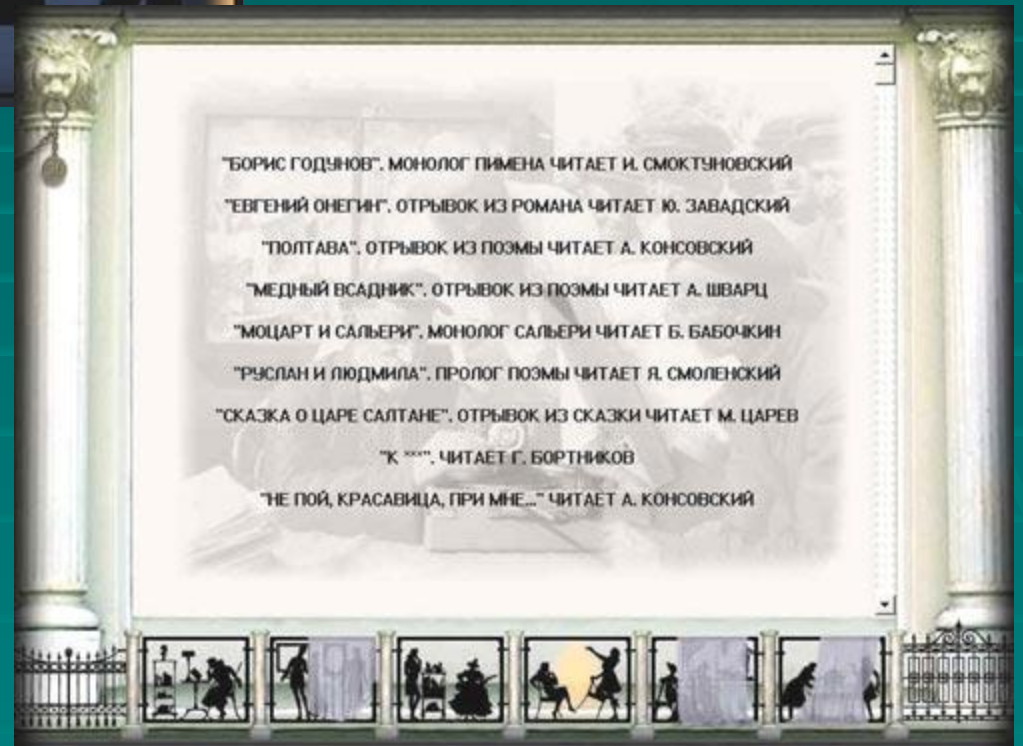 "БОРИС ГОДУНОВ". МОНОЛОГ ПИМЕНА ЧИТАЕТ И. СМОКТУНОВСКИЙ
"ЕВГЕНИЙ ОНЕГИН". ОТРЫВОК ИЗ РОМАНА ЧИТАЕТ Ю. ЗАВАДСКИЙ
"ПОЛТАВА". ОТРЫВОК ИЗ ПОЭМЫ ЧИТАЕТ А. КОНСОВСКИЙ
"МЕДНЫЙ ВСАДНИК". ОТРЫВОК ИЗ ПОЭМЫ ЧИТАЕТ А. ШВАРЦ
"МОЦАРТ И САЛЬЕРИ". МОНОЛОГ САЛЬЕРИ ЧИТАЕТ Б. БАБОЧКИН
"РУСЛАН И ЛЮДМИЛА". ПРОЛОГ ПОЭМЫ ЧИТАЕТ Я. СМОЛЕНСКИЙ
"СКАЗКА О ЦАРЕ САЛТАНЕ". ОТРЫВОК ИЗ СКАЗКИ ЧИТАЕТ М. ЦАРЕВ
"К ***". ЧИТАЕТ Г. БОРТНИКОВ
"НЕ ПОЙ, КРАСАВИЦА, ПРИ МНЕ..." ЧИТАЕТ А. КОНСОВСКИЙ